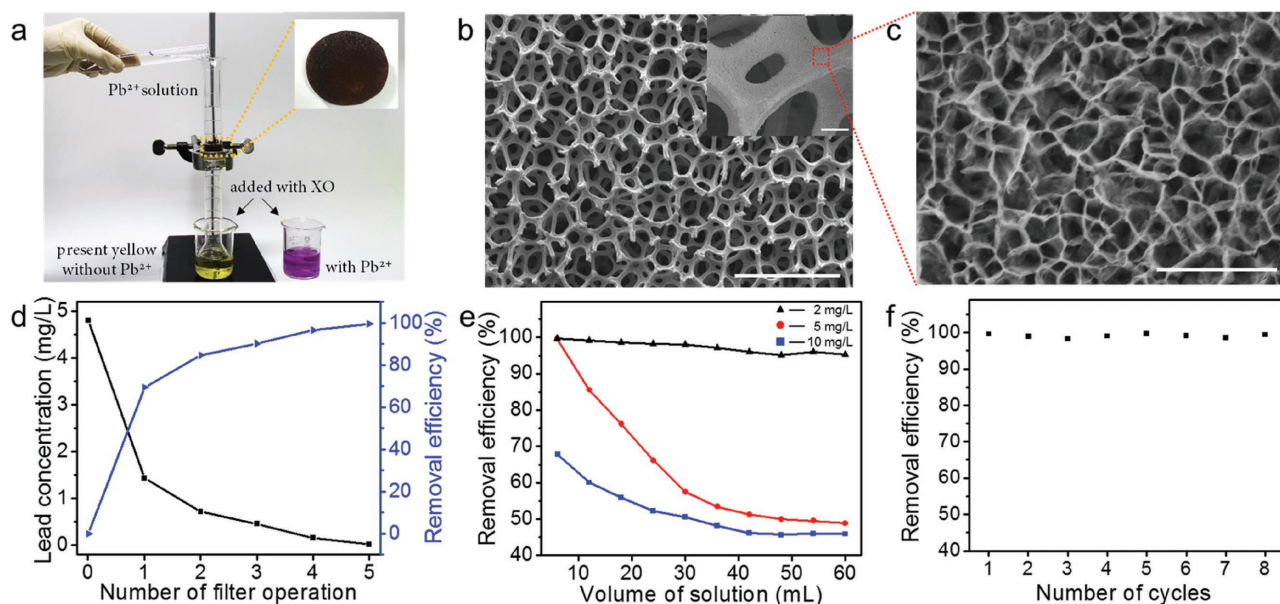 a
Pb²⁺ solution
added with XO
present yellow
without Pb²⁺
with Pb²⁺
b
c
d
Lead concentration (mg/L)
5
4
3
2
1
0
0 1 2 3 4 5
Number of filter operation
100
80
60
40
20
0
Removal efficiency (%)
e
Removal efficiency (%)
100
90
80
70
60
50
40
2 mg/L
5 mg/L
10 mg/L
10 20 30 40 50 60
Volume of solution (mL)
f
Removal efficiency (%)
100
90
80
70
60
50
40
1 2 3 4 5 6 7 8
Number of cycles